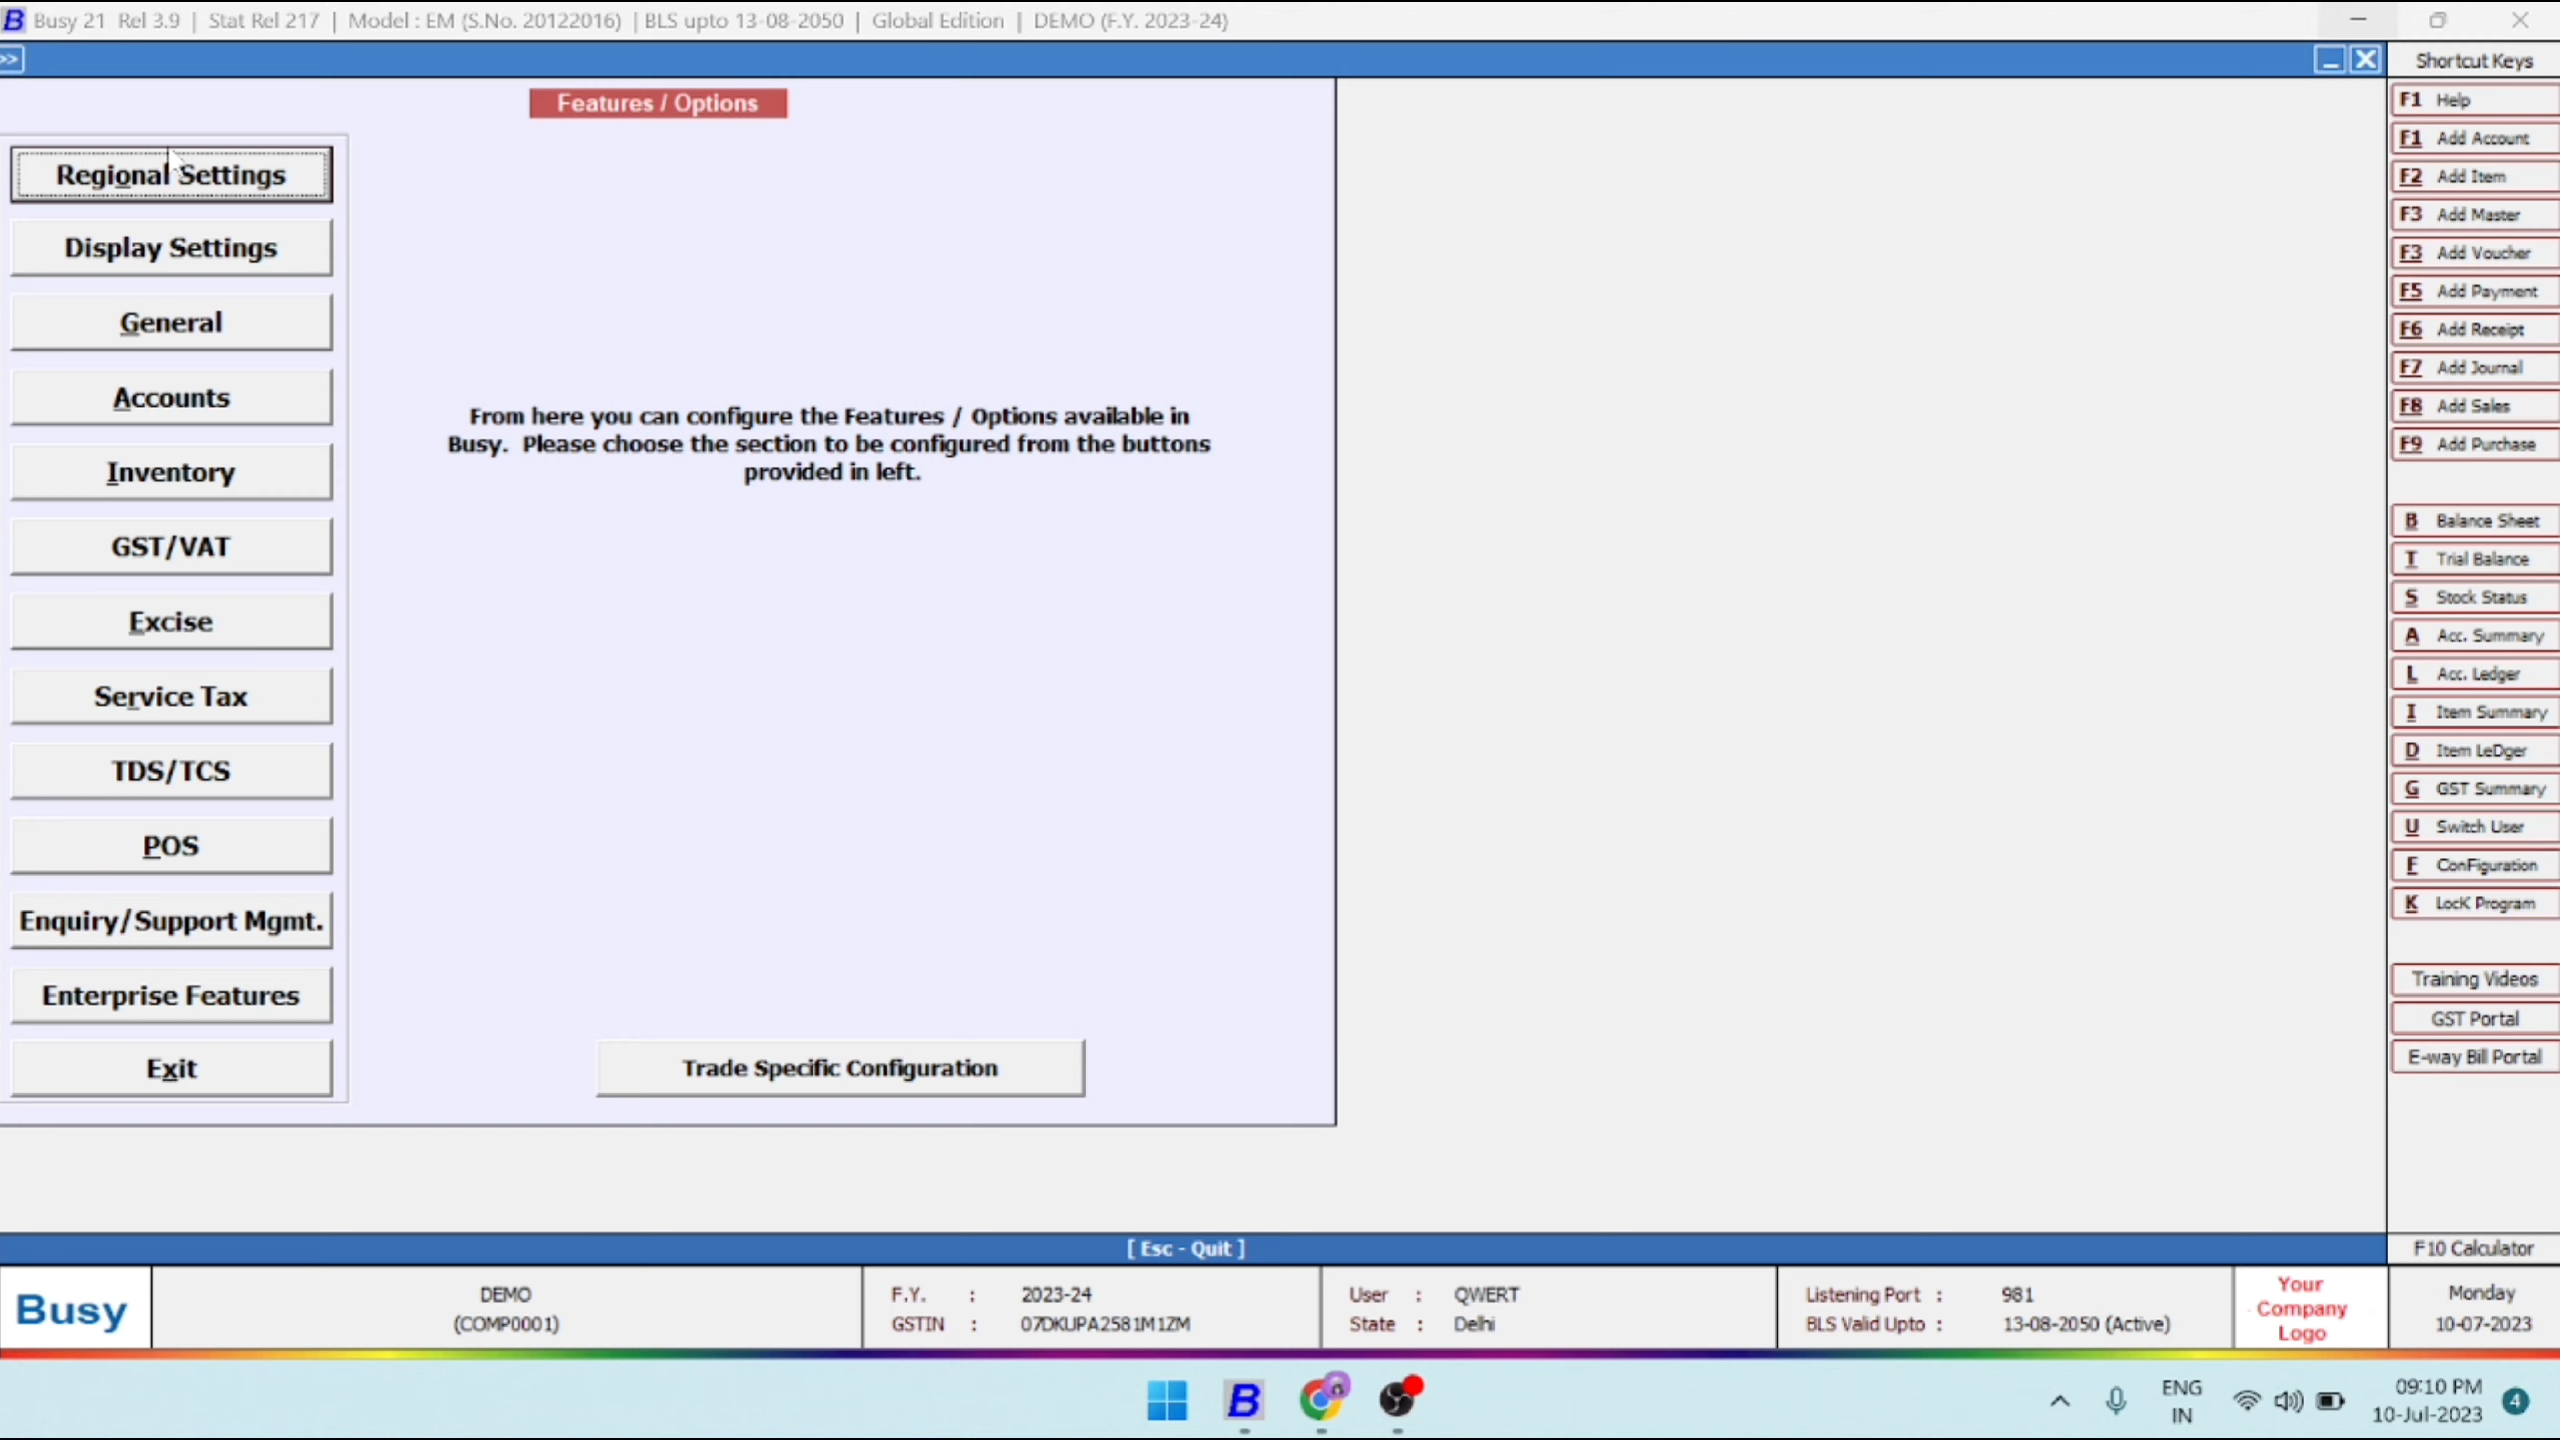 B Busy 21 Rel 3.9 | Stat Rel 217 | Model : EM (S.No. 20122016) | BLS upto 13-08-2050 | Global Edition | DEMO (F.Y. 2023-24)
>>
Features / Options
Regional Settings
Display Settings
General
Accounts
Inventory
GST/VAT
Excise
Service Tax
TDS/TCS
POS
Enquiry/Support Mgmt.
Enterprise Features
Exit
From here you can configure the Features / Options available in
Busy. Please choose the section to be configured from the buttons
provided in left.
Trade Specific Configuration
Shortcut Keys
F1 Help
F1 Add Account
F2 Add Item
F3 Add Master
F3 Add Voucher
F5 Add Payment
F6 Add Receipt
F7 Add Journal
F8 Add Sales
F9 Add Purchase
B Balance Sheet
T Trial Balance
S Stock Status
A Acc. Summary
L Acc. Ledger
I Item Summary
D Item LeDger
G GST Summary
U Switch User
F ConFiguration
K LocK Program
Training Videos
GST Portal
E-way Bill Portal
[ Esc - Quit ]
F10 Calculator
Busy
DEMO
(COMP0001)
F.Y. : 2023-24
GSTIN : 07DKUPA2581M1ZM
User : QWERT
State : Delhi
Listening Port : 981
BLS Valid Upto : 13-08-2050 (Active)
Your
Company
Logo
Monday
10-07-2023
B
ENG
IN
09:10 PM
10-Jul-2023
4